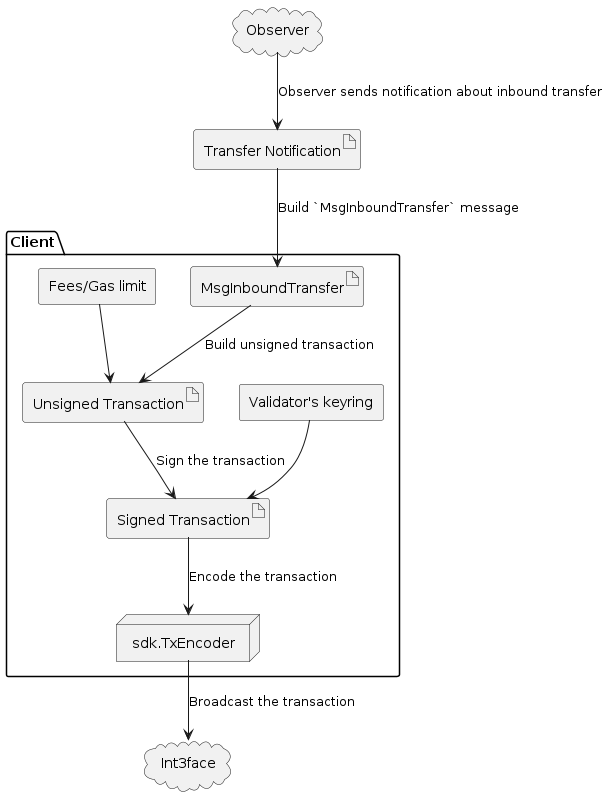 Observer
Observer sends notification about inbound transfer
Transfer Notification
Build `MsgInboundTransfer` message
Client
Fees/Gas limit
MsgInboundTransfer
Build unsigned transaction
Unsigned Transaction
Validator's keyring
Sign the transaction
Signed Transaction
Encode the transaction
sdk.TxEncoder
Broadcast the transaction
Int3face